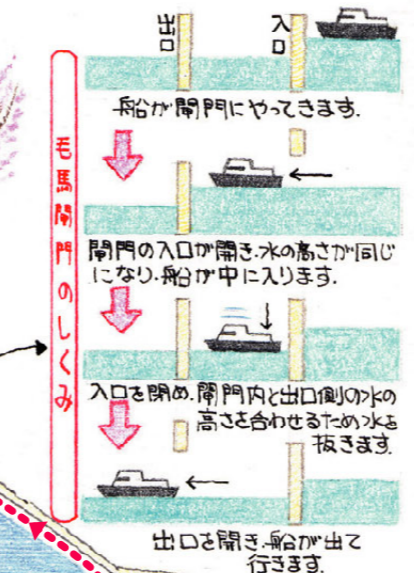 毛馬閘門のしくみ
出口
入口
船が閘門にやってきます.
閘門の入口が開き.水の高さが同じ
になり.船が中に入ります.
入口を閉め.閘門内と出口側の水の
高さを合わせるため水を
抜きます.
出口を開き.船が出て
行きます.